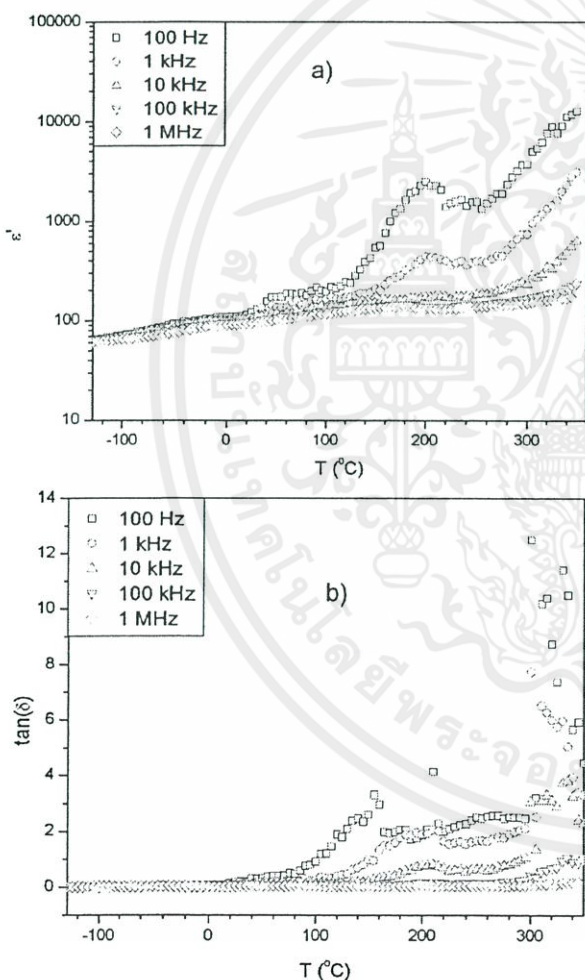 100000
10000
1000
100
10
ε'
□ 100 Hz
○ 1 kHz
△ 10 kHz
▽ 100 kHz
◇ 1 MHz
a)
-100 0 100 200 300
T (°C)
14
12
10
8
6
4
2
0
tan(δ)
□ 100 Hz
○ 1 kHz
△ 10 kHz
▽ 100 kHz
◇ 1 MHz
b)
-100 0 100 200 300
T (°C)